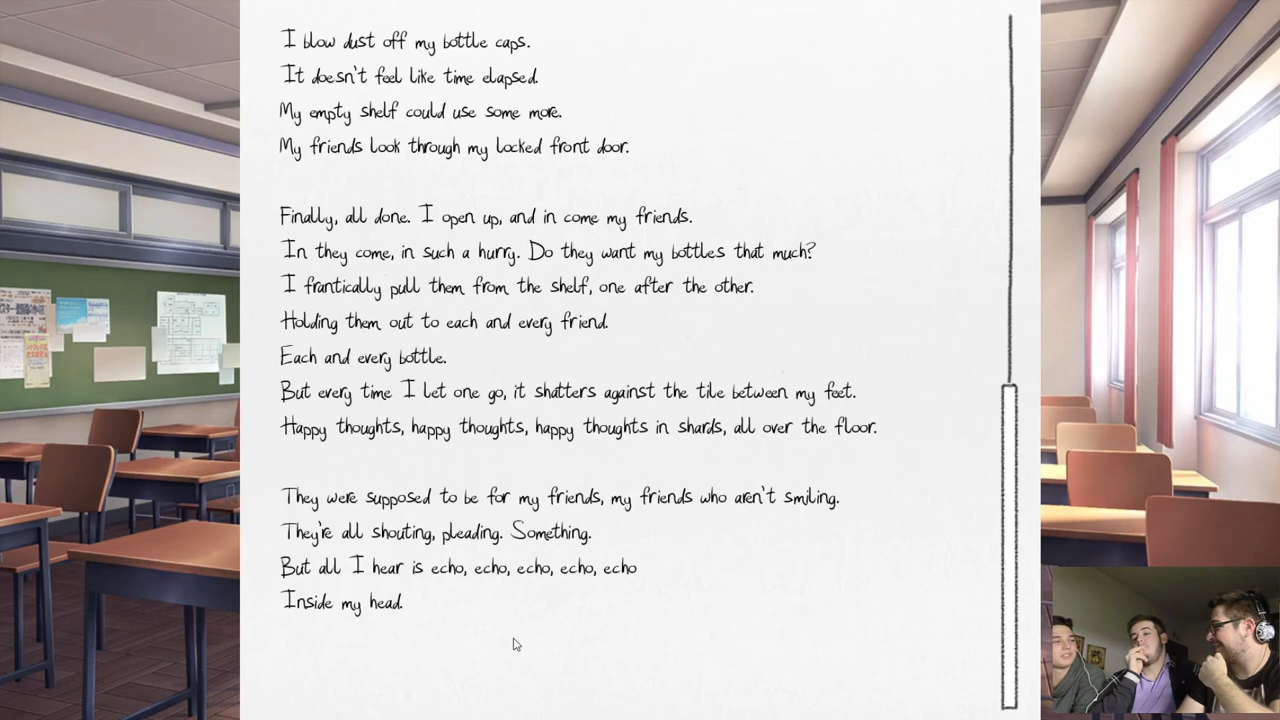 I blow dust off my bottle caps.
It doesn't feel like time elapsed.
My empty shelf could use some more.
My friends look through my locked front door.
Finally, all done. I open up, and in come my friends.
In they come, in such a hurry. Do they want my bottles that much?
I frantically pull them from the shelf, one after the other.
Holding them out to each and every friend.
Each and every bottle.
But every time I let one go, it shatters against the tile between my feet.
Happy thoughts, happy thoughts, happy thoughts in shards, all over the floor.
They were supposed to be for my friends, my friends who aren't smiling.
They're all shouting, pleading. Something.
But all I hear is echo, echo, echo, echo, echo
Inside my head.